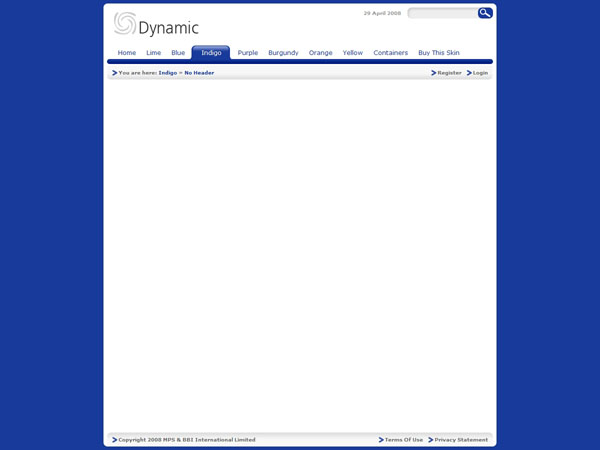 29 April 2008
Dynamic
Home Lime Blue Indigo Purple Burgundy Orange Yellow Containers Buy This Skin
You are here: Indigo » No Header Register Login
Copyright 2008 MPS & BBI International Limited Terms Of Use Privacy Statement